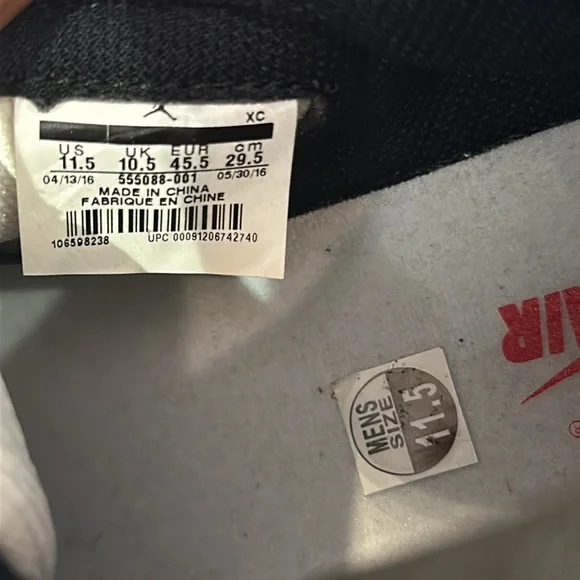 XC
US UK EUR cm
11.5 10.5 45.5 29.5
04/13/16 555088-001 05/30/16
MADE IN CHINA
FABRIQUE EN CHINE
106598238 UPC 00091206742740
AIR
®
MENS
SIZE
11.5